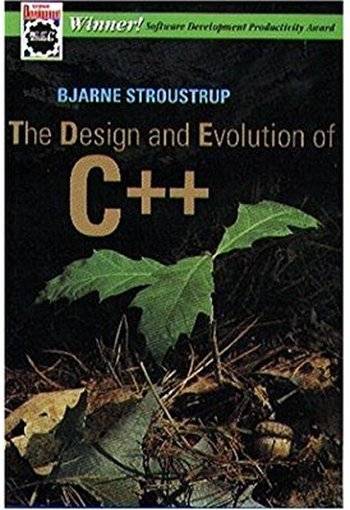 Winner! Software Development Productivity Award
BJARNE STROUSTRUP
The Design and Evolution of
C++